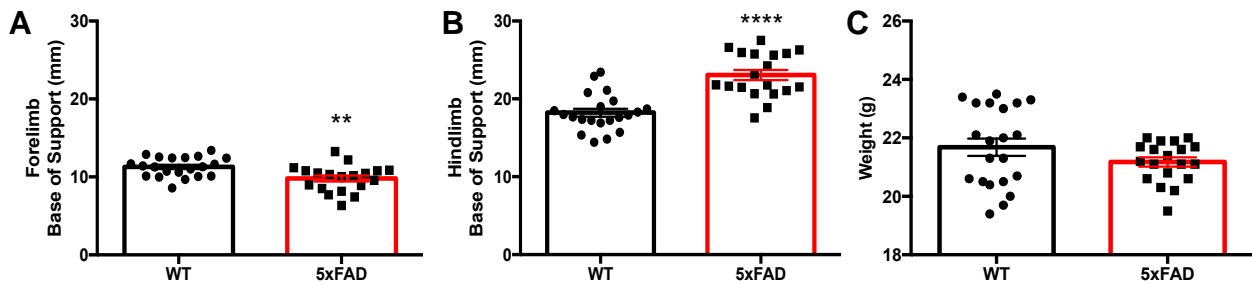 A
Forelimb
Base of Support (mm)
30
20
10
0
**
WT
5xFAD
B
Hindlimb
Base of Support (mm)
30
20
10
0
****
WT
5xFAD
C
Weight (g)
26
24
22
20
18
WT
5xFAD